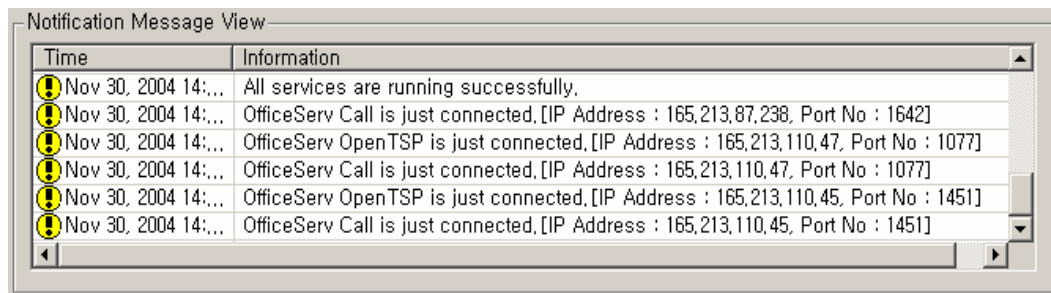 Notification Message View
Time Information
Nov 30, 2004 14:... All services are running successfully.
Nov 30, 2004 14:... OfficeServ Call is just connected.[IP Address : 165.213.87.238, Port No : 1642]
Nov 30, 2004 14:... OfficeServ OpenTSP is just connected.[IP Address : 165.213.110.47, Port No : 1077]
Nov 30, 2004 14:... OfficeServ Call is just connected.[IP Address : 165.213.110.47, Port No : 1077]
Nov 30, 2004 14:... OfficeServ OpenTSP is just connected.[IP Address : 165.213.110.45, Port No : 1451]
Nov 30, 2004 14:... OfficeServ Call is just connected.[IP Address : 165.213.110.45, Port No : 1451]